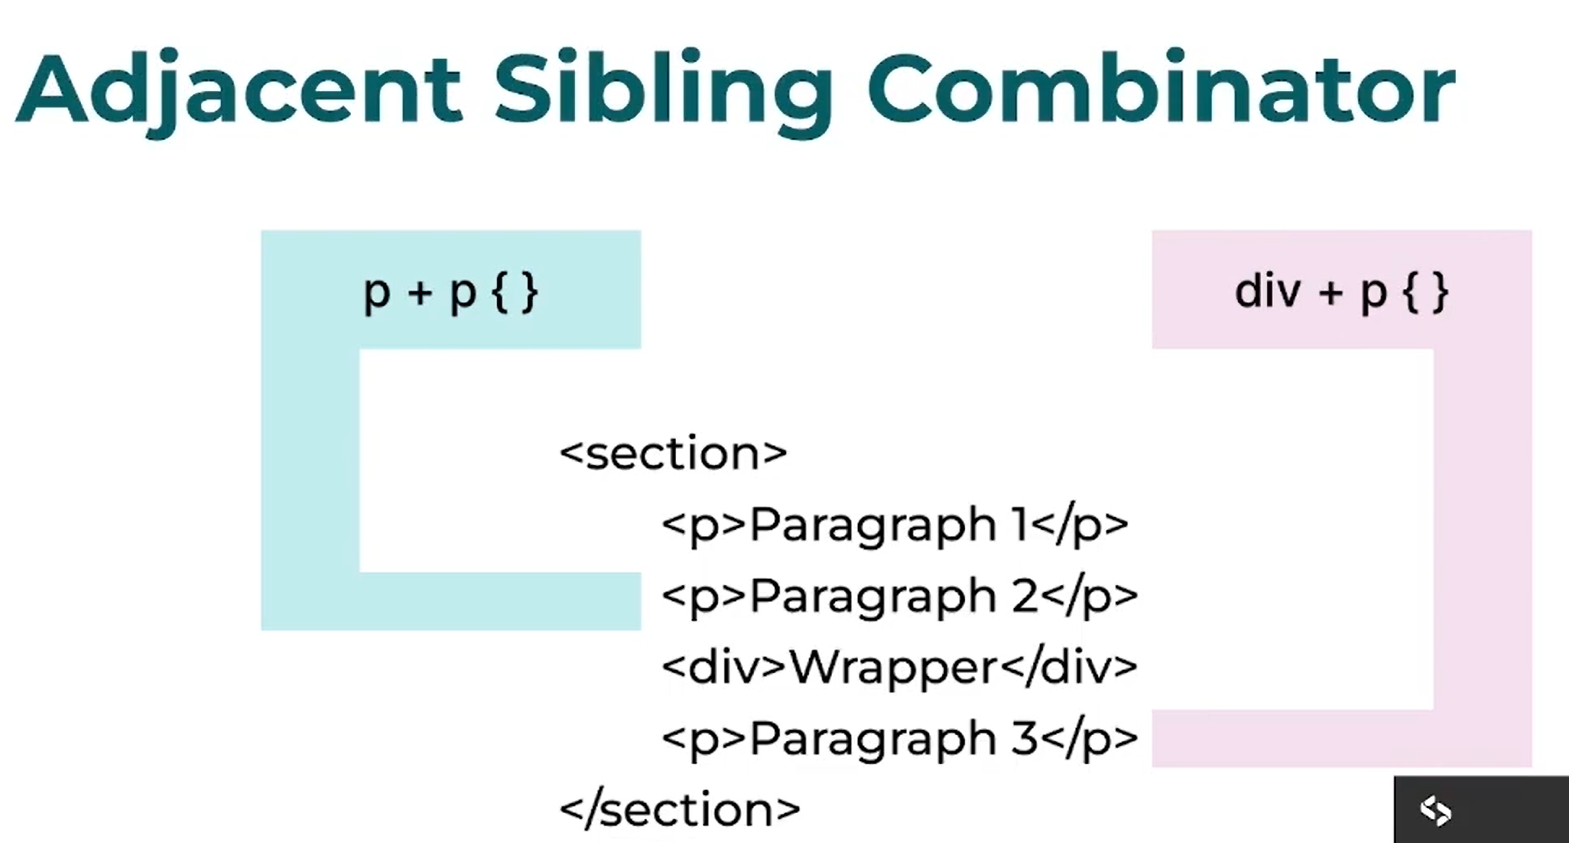 Adjacent Sibling Combinator
p + p { }
div + p { }
<section>
<p>Paragraph 1</p>
<p>Paragraph 2</p>
<div>Wrapper</div>
<p>Paragraph 3</p>
</section>